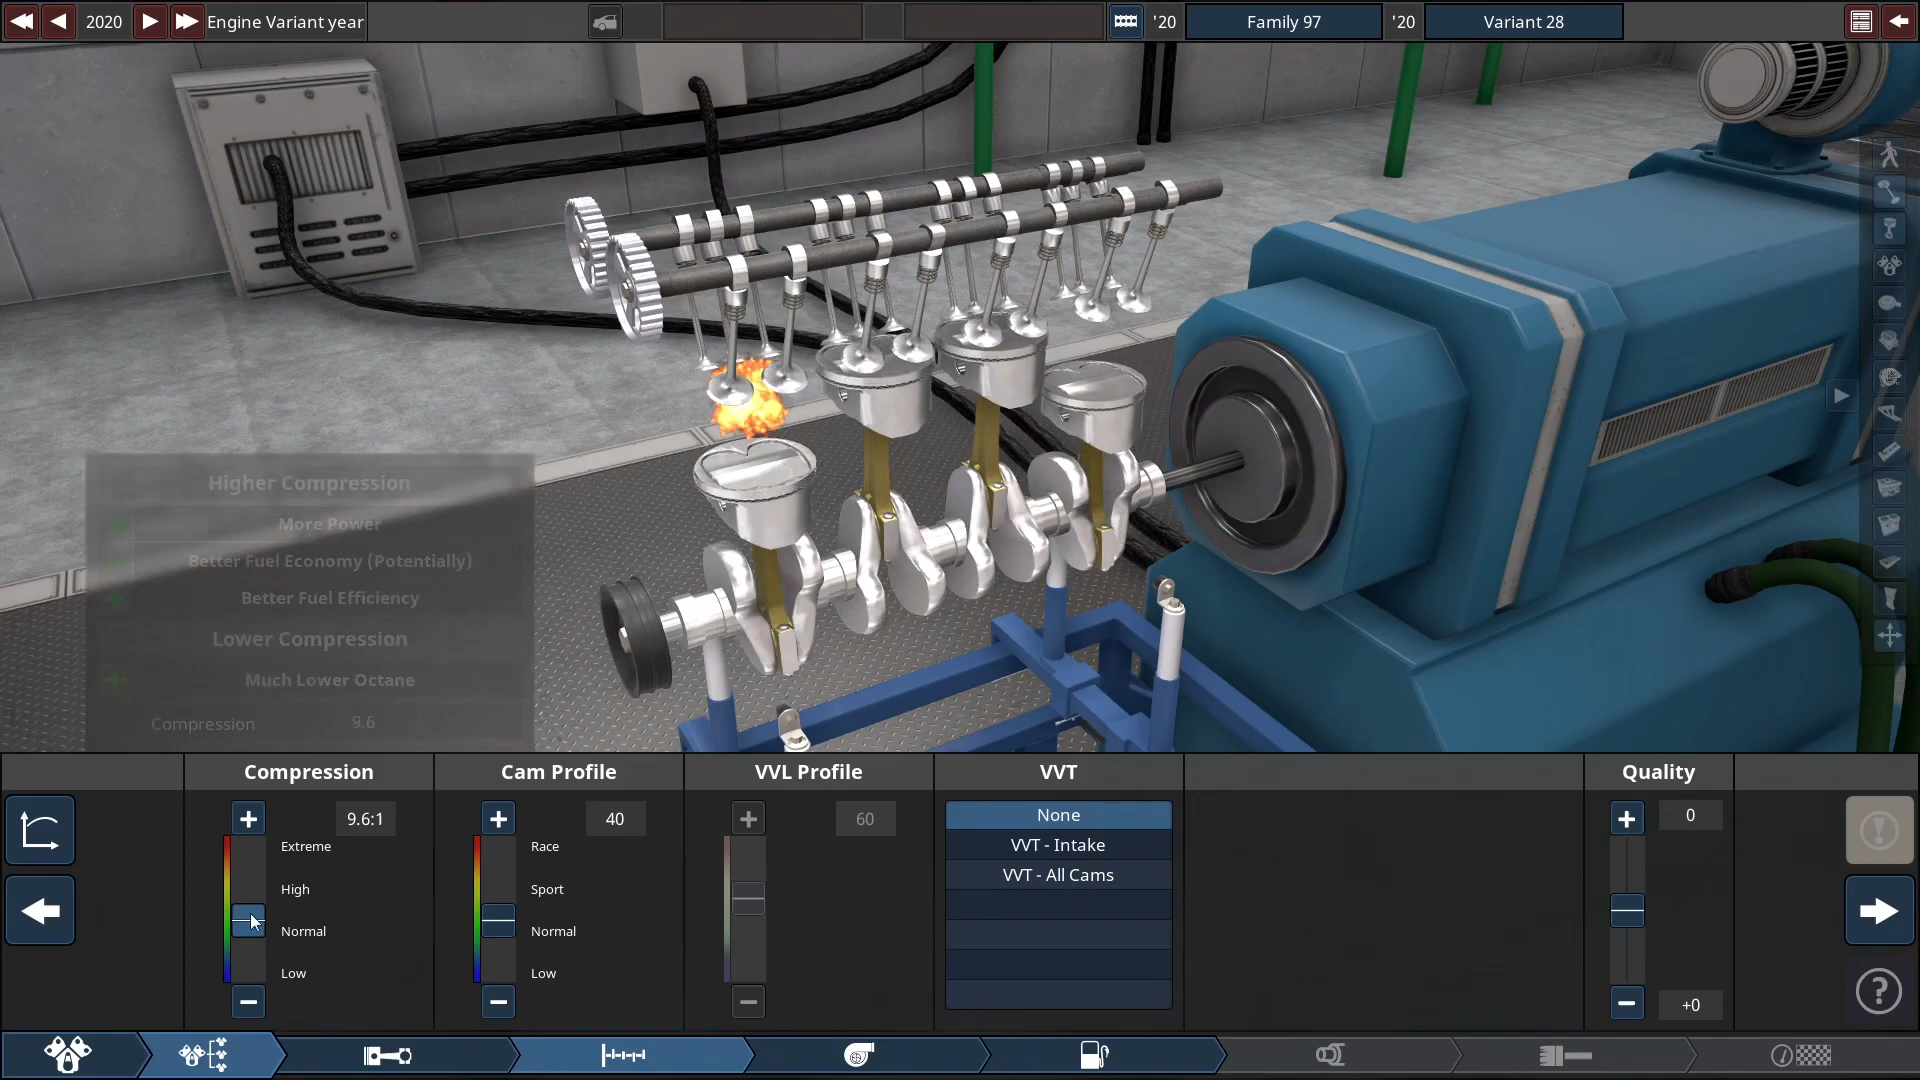 2020 Engine Variant year '20 Family 97 '20 Variant 28
Higher Compression
More Power
Better Fuel Economy (Potentially)
Better Fuel Efficiency
Lower Compression
Much Lower Octane
Compression 9.6
Compression Cam Profile VVL Profile VVT Quality
9.6:1
Extreme
High
Normal
Low
40
Race
Sport
Normal
Low
60
None
VVT - Intake
VVT - All Cams
0
+0